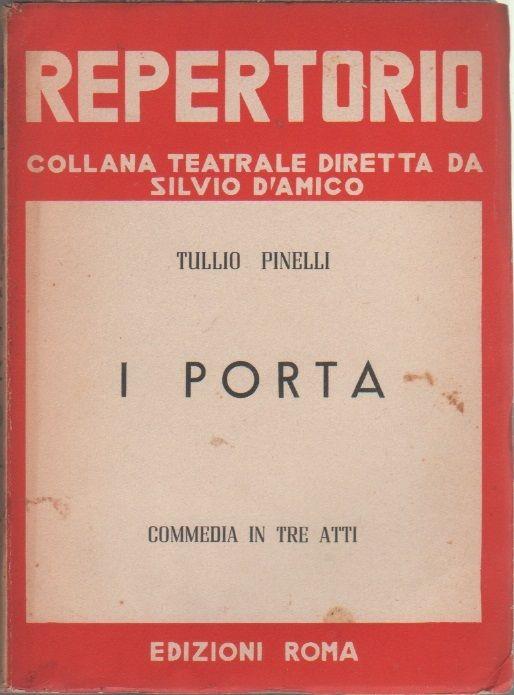 REPERTORIO
COLLANA TEATRALE DIRETTA DA
SILVIO D'AMICO
TULLIO PINELLI
I PORTA
COMMEDIA IN TRE ATTI
EDIZIONI ROMA